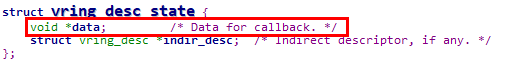 struct vring_desc_state {
    void *data;          /* Data for callback. */
    struct vring_desc *indir_desc;  /* Indirect descriptor, if any. */
};